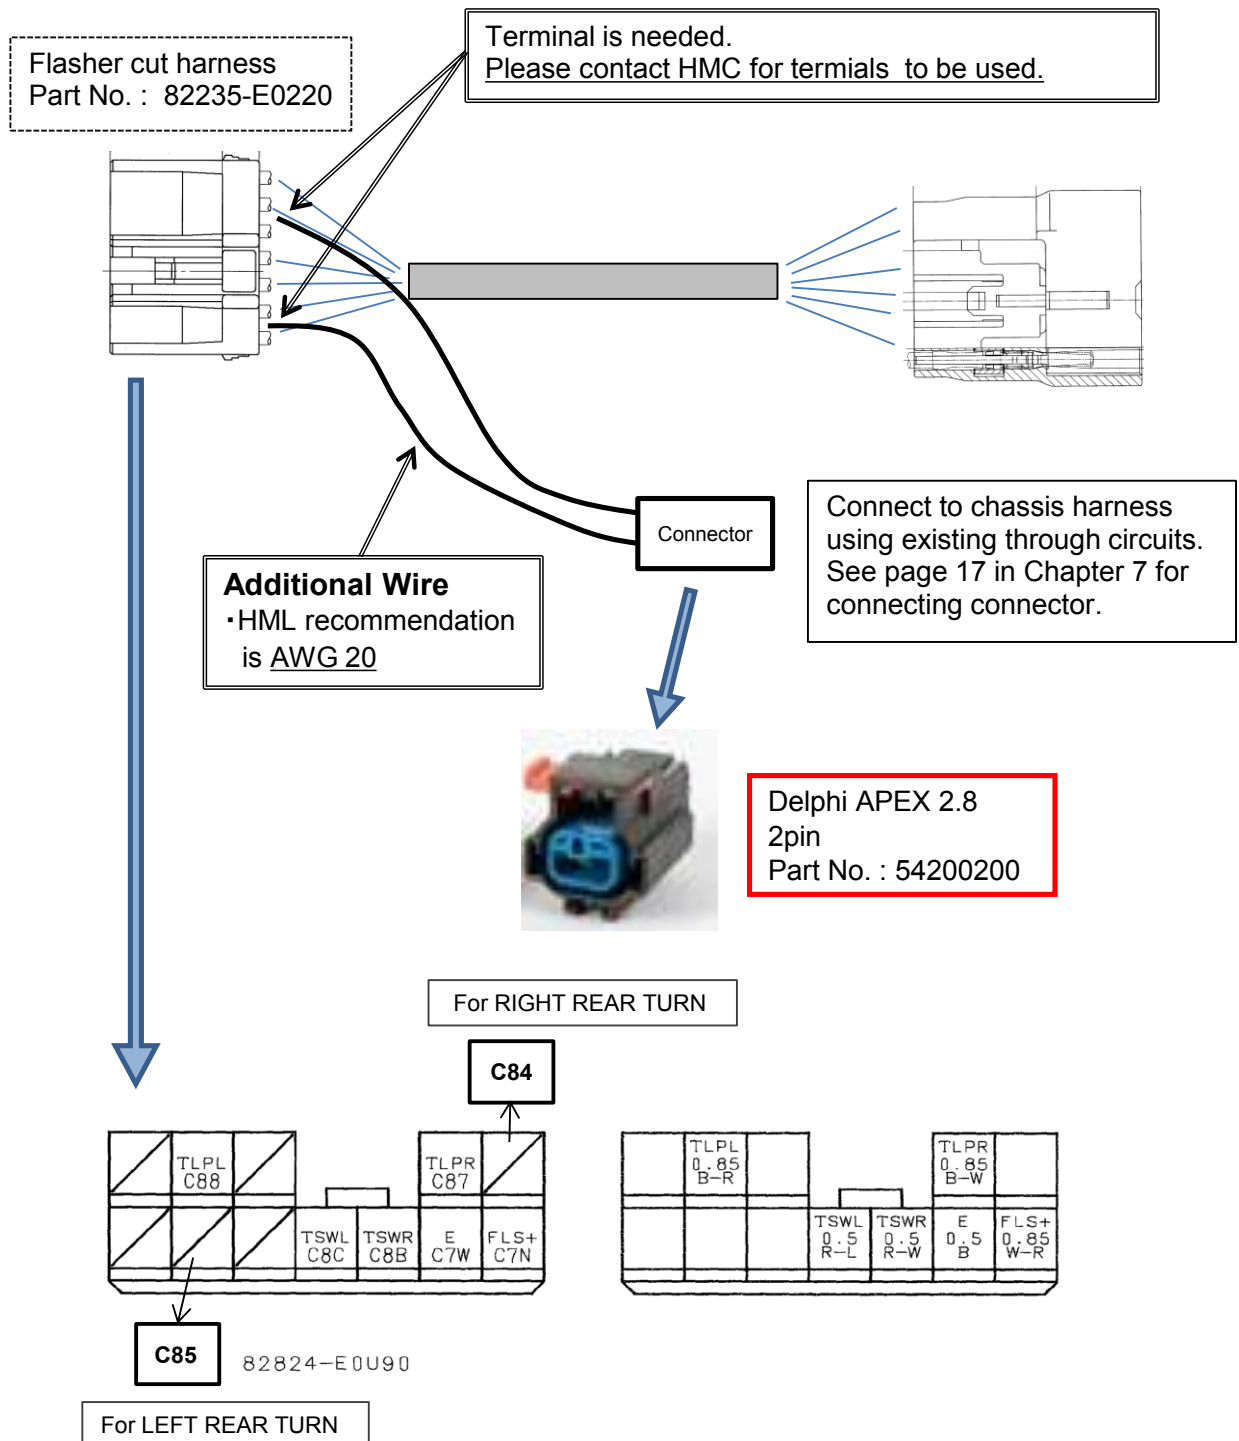 Flasher cut harness
Part No. : 82235-E0220
Terminal is needed.
Please contact HMC for termials to be used.
Connector
Connect to chassis harness
using existing through circuits.
See page 17 in Chapter 7 for
connecting connector.
Additional Wire
・HML recommendation
is AWG 20
Delphi APEX 2.8
2pin
Part No. : 54200200
For RIGHT REAR TURN
C84
TLPL
C88
TLPR
C87
TSWL
C8C
TSWR
C8B
E
C7W
FLS+
C7N
TLPL
0.85
B-R
TLPR
0.85
B-W
TSWL
0.5
R-L
TSWR
0.5
R-W
E
0.5
B
FLS+
0.85
W-R
C85
82824-E0U90
For LEFT REAR TURN